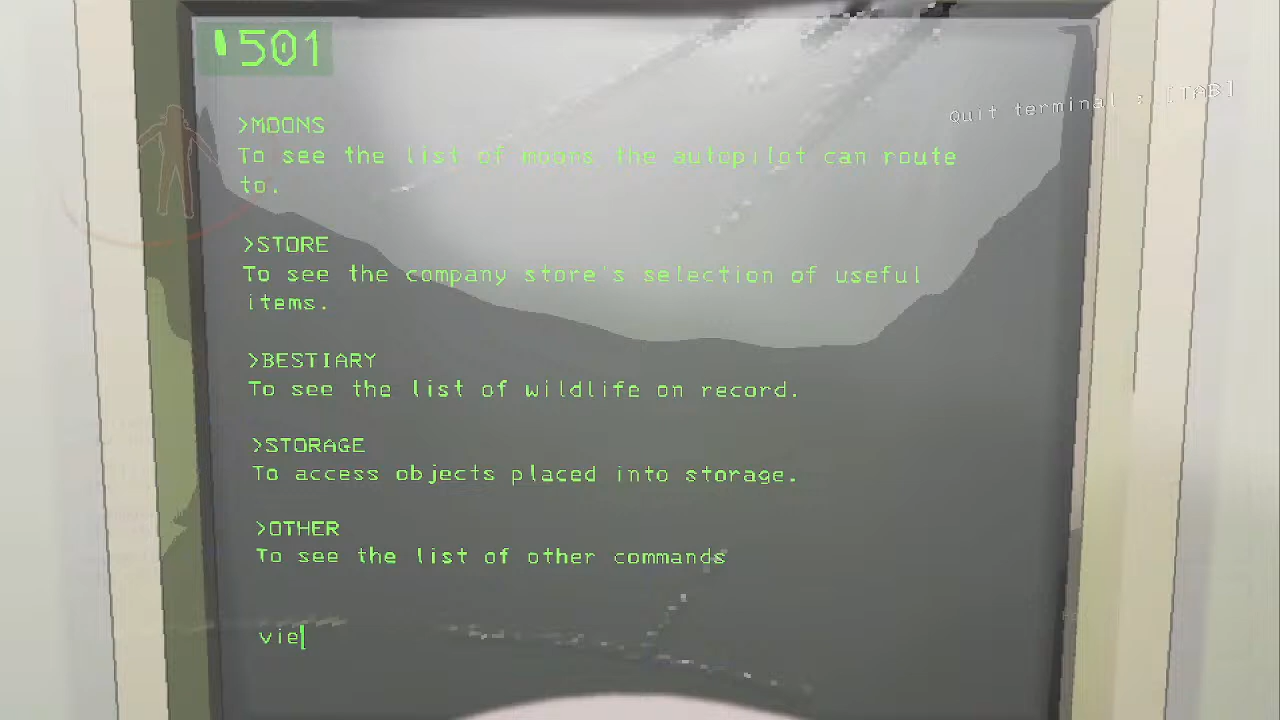 501
Quit terminal : [TAB]
>MOONS
To see the list of moons the autopilot can route
to.
>STORE
To see the company store's selection of useful
items.
>BESTIARY
To see the list of wildlife on record.
>STORAGE
To access objects placed into storage.
>OTHER
To see the list of other commands
vie